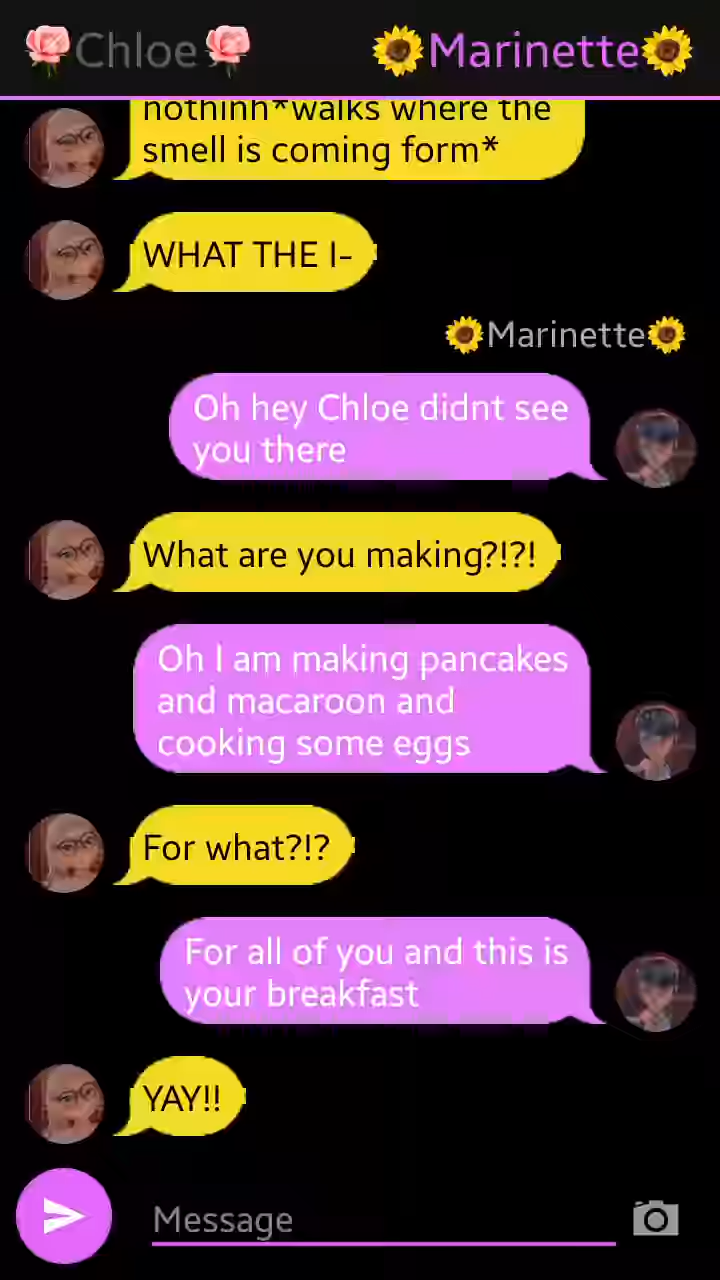 🌹Chloe🌹 🌻Marinette🌻
nothinh*walks where the
smell is coming form*
WHAT THE I-
🌻Marinette🌻
Oh hey Chloe didnt see
you there
What are you making?!?!
Oh I am making pancakes
and macaroon and
cooking some eggs
For what?!?
For all of you and this is
your breakfast
YAY!!
Message